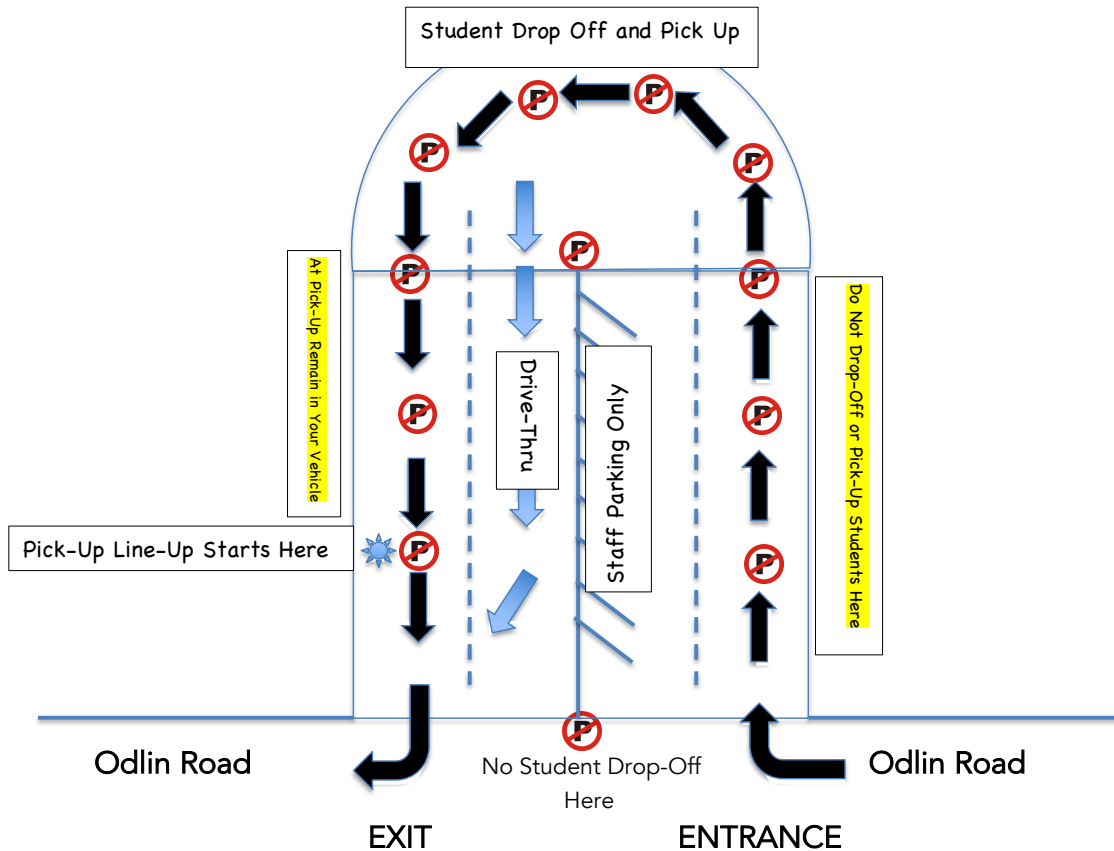 Student Drop Off and Pick Up
P
P
P
P
P
P
P
P
P
P
P
P
P
At Pick-Up Remain in Your Vehicle
Drive-Thru
Staff Parking Only
Do Not Drop-Off or Pick-Up Students Here
Pick-Up Line-Up Starts Here
Odlin Road
No Student Drop-Off
Here
Odlin Road
EXIT
ENTRANCE